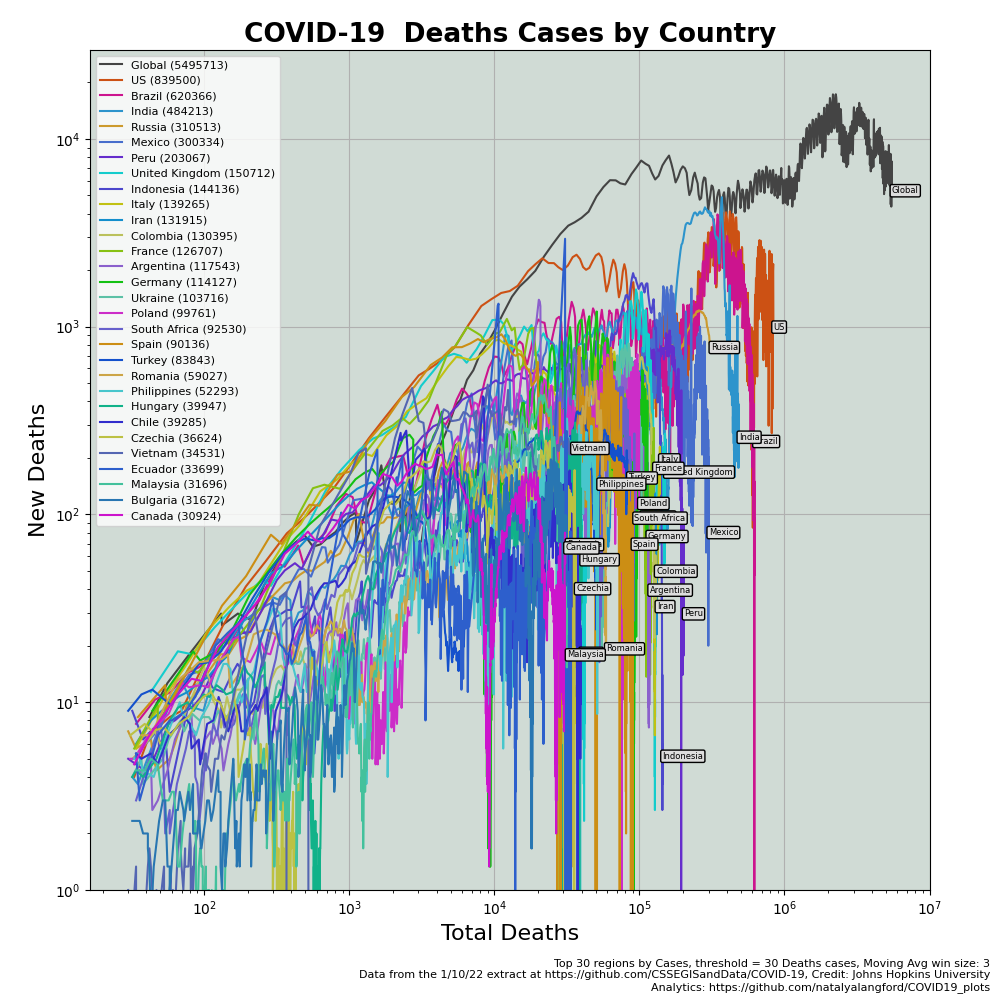 COVID-19  Deaths Cases by Country
Global (5495713)
US (839500)
Brazil (620366)
India (484213)
Russia (310513)
Mexico (300334)
Peru (203067)
United Kingdom (150712)
Indonesia (144136)
Italy (139265)
Iran (131915)
Colombia (130395)
France (126707)
Argentina (117543)
Germany (114127)
Ukraine (103716)
Poland (99761)
South Africa (92530)
Spain (90136)
Turkey (83843)
Romania (59027)
Philippines (52293)
Hungary (39947)
Chile (39285)
Czechia (36624)
Vietnam (34531)
Ecuador (33699)
Malaysia (31696)
Bulgaria (31672)
Canada (30924)
New Deaths
10^4
10^3
10^2
10^1
10^0
Global
US
Russia
India
Vietnam
Italy
France
Turkey
Philippines
Poland
South Africa
Mexico
Germany
Spain
Canada
Hungary
Colombia
Czechia
Argentina
Iran
Peru
Romania
Malaysia
Indonesia
10^2
10^3
10^4
10^5
10^6
10^7
Total Deaths
Top 30 regions by Cases, threshold = 30 Deaths cases, Moving Avg win size: 3
Data from the 1/10/22 extract at https://github.com/CSSEGISandData/COVID-19, Credit: Johns Hopkins University
Analytics: https://github.com/natalyalangford/COVID19_plots